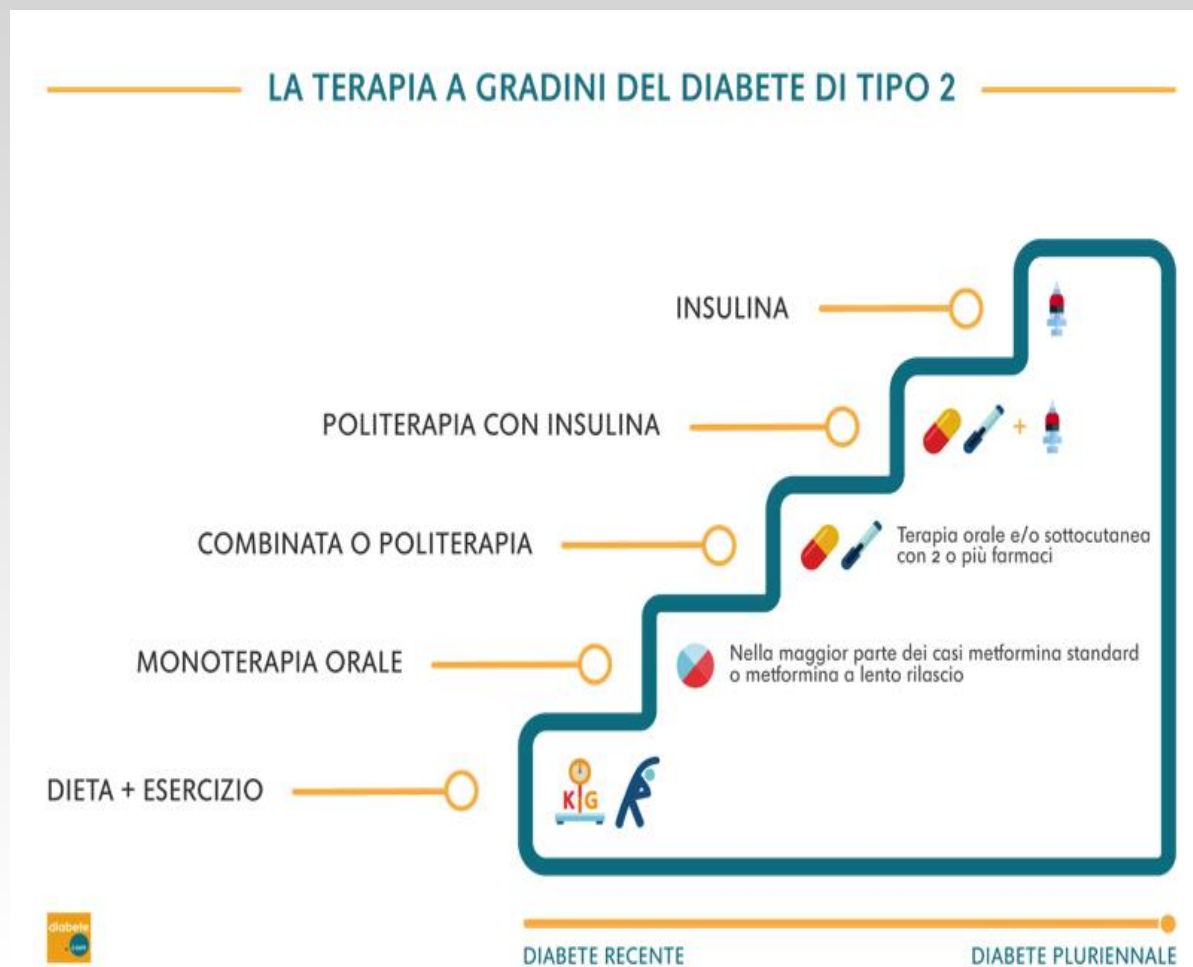 LA TERAPIA A GRADINI DEL DIABETE DI TIPO 2
INSULINA
POLITERAPIA CON INSULINA
+
COMBINATA O POLITERAPIA
Terapia orale e/o sottocutanea
con 2 o più farmaci
MONOTERAPIA ORALE
Nella maggior parte dei casi metformina standard
o metformina a lento rilascio
DIETA + ESERCIZIO
KG
diabete
.com
DIABETE RECENTE
DIABETE PLURIENNALE